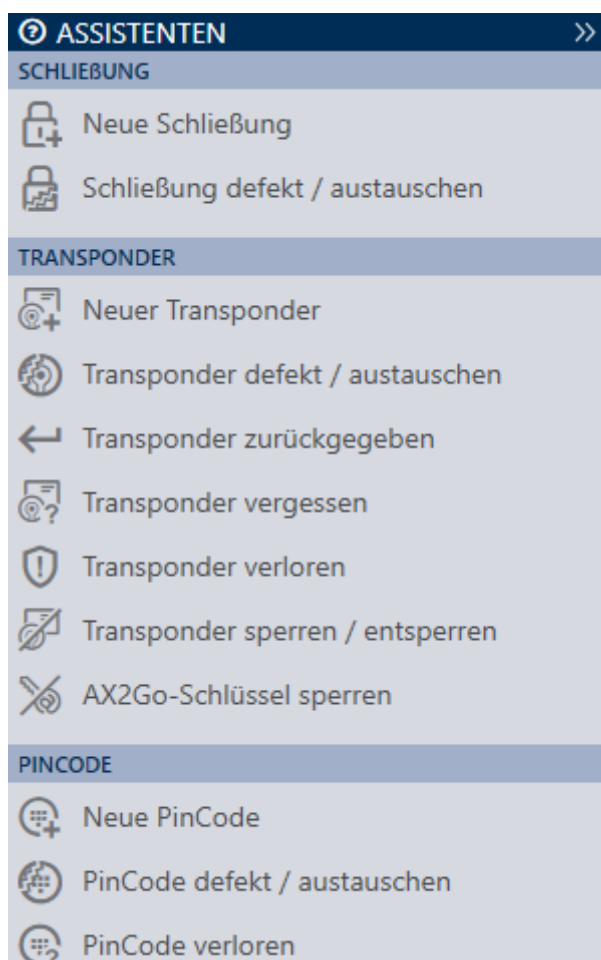 ASSISTENTEN
SCHLIEßUNG
Neue Schließung
Schließung defekt / austauschen
TRANSPONDER
Neuer Transponder
Transponder defekt / austauschen
Transponder zurückgegeben
Transponder vergessen
Transponder verloren
Transponder sperren / entsperren
AX2Go-Schlüssel sperren
PINCODE
Neue PinCode
PinCode defekt / austauschen
PinCode verloren